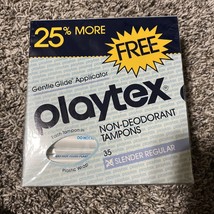 25% MORE
FREE
Gentle Glide® Applicator
playtex
NON-DEODORANT
TAMPONS
35
SLENDER REGULAR